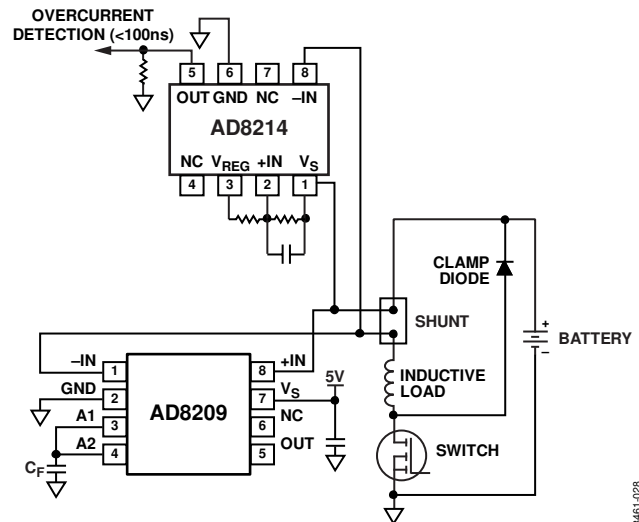 OVERCURRENT
DETECTION (<100ns)
5 6 7 8
OUT GND NC –IN
AD8214
NC VREG +IN VS
4 3 2 1
CLAMP
DIODE
SHUNT
+
–
BATTERY
INDUCTIVE
LOAD
SWITCH
–IN 1
GND 2
A1 3
A2 4
AD8209
8 +IN
7 VS
6 NC
5 OUT
5V
CF
461-028